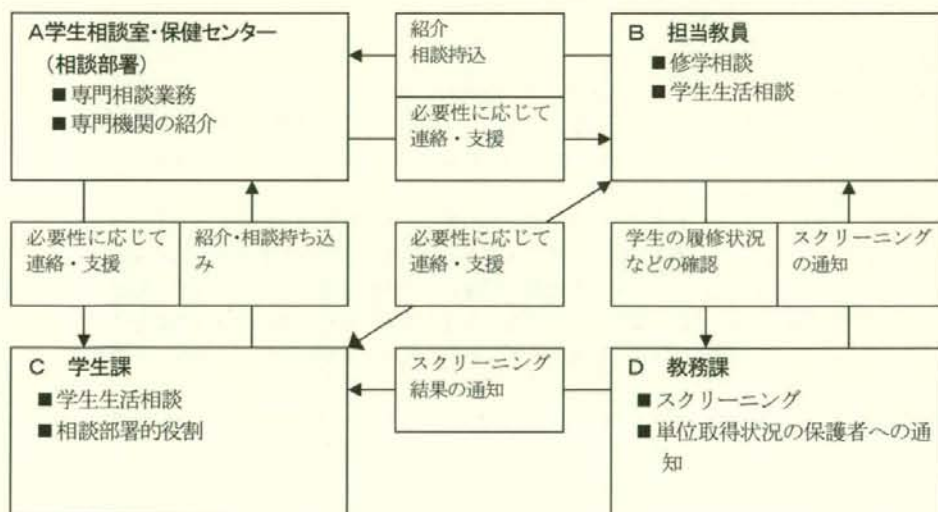 A学生相談室・保健センター
(相談部署)
■専門相談業務
■専門機関の紹介
紹介
相談持込
必要性に応じて
連絡・支援
B 担当教員
■修学相談
■学生生活相談
必要性に応じて
連絡・支援
紹介・相談持ち込
み
必要性に応じて
連絡・支援
学生の履修状況
などの確認
スクリーニング
の通知
C 学生課
■学生生活相談
■相談部署的役割
スクリーニング
結果の通知
D 教務課
■スクリーニング
■単位取得状況の保護者への通
知